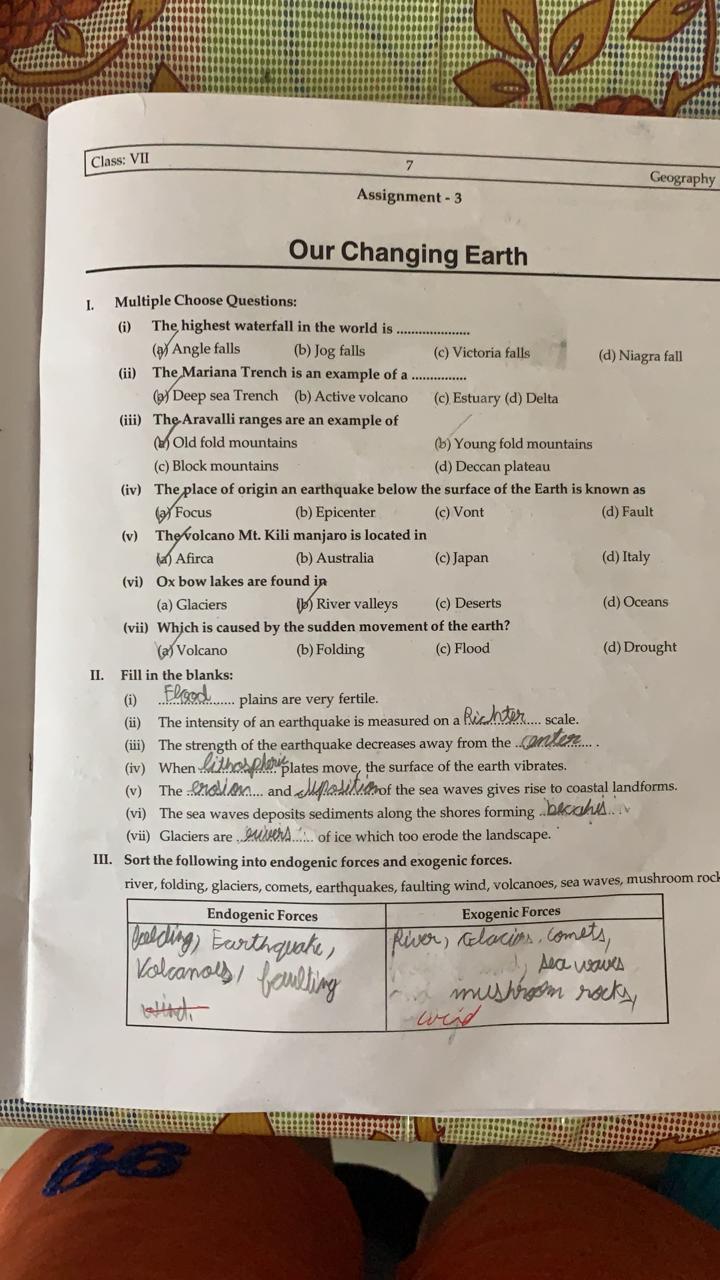 Class: VII 7 Geography
Assignment - 3
Our Changing Earth
I. Multiple Choose Questions:
(i) The highest waterfall in the world is ....................
(a) Angle falls (b) Jog falls (c) Victoria falls (d) Niagra fall
(ii) The Mariana Trench is an example of a ...............
(a) Deep sea Trench (b) Active volcano (c) Estuary (d) Delta
(iii) The Aravalli ranges are an example of
(a) Old fold mountains (b) Young fold mountains
(c) Block mountains (d) Deccan plateau
(iv) The place of origin an earthquake below the surface of the Earth is known as
(a) Focus (b) Epicenter (c) Vont (d) Fault
(v) The volcano Mt. Kili manjaro is located in
(a) Afirca (b) Australia (c) Japan (d) Italy
(vi) Ox bow lakes are found in
(a) Glaciers (b) River valleys (c) Deserts (d) Oceans
(vii) Which is caused by the sudden movement of the earth?
(a) Volcano (b) Folding (c) Flood (d) Drought
II. Fill in the blanks:
(i) Flood plains are very fertile.
(ii) The intensity of an earthquake is measured on a Richter scale.
(iii) The strength of the earthquake decreases away from the center.
(iv) When lithospheric plates move, the surface of the earth vibrates.
(v) The erosion and deposition of the sea waves gives rise to coastal landforms.
(vi) The sea waves deposits sediments along the shores forming
(vii) Glaciers are of ice which too erode the landscape.
III. Sort the following into endogenic forces and exogenic forces.
river, folding, glaciers, comets, earthquakes, faulting wind, volcanoes, sea waves, mushroom rock
Endogenic Forces Exogenic Forces
Folding, Earthquake, River, Glacier, comets,
Volcanoes, faulting sea waves
wind. mushroom rocks,
wid
66